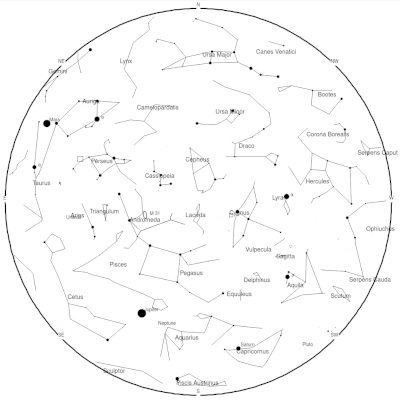 N
Ursa Major
Canes Venatici
NE
Lynx
NW
Gemini
Bootes
Auriga
Camelopardalis
Ursa Minor
Mars
Corona Borealis
Draco
Serpens Caput
Perseus
Cepheus
Cassiopeia
Hercules
Taurus
E
Lyra
W
Aries
Uranus
Triangulum
M 31
Andromeda
Lacerta
Cygnus
Ophiuchus
Vulpecula
Sagitta
Pisces
Pegasus
Delphinus
Serpens Cauda
Aquila
Cetus
Equuleus
Scutum
Jupiter
Neptune
SE
SW
Aquarius
Saturn
Pluto
Capricornus
Sculptor
Piscis Austrinus
S